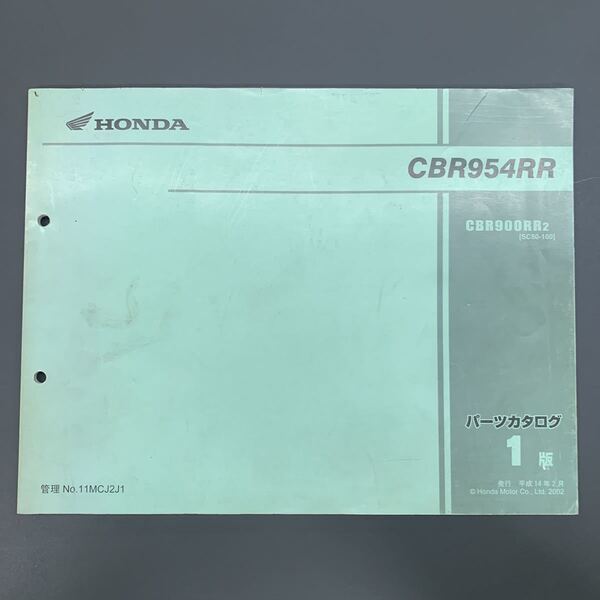 HONDA
CBR954RR
CBR900RR2
[SC50-100]
パーツカタログ
1版
発行 平成14年2月
© Honda Motor Co., Ltd. 2002
管理 No.11MCJ2J1